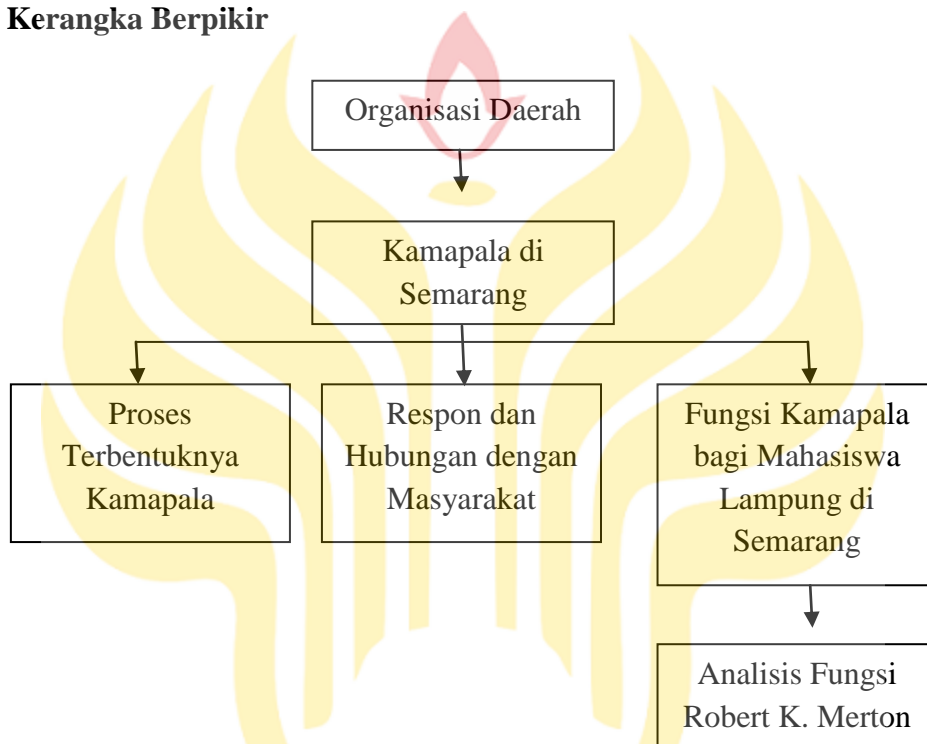 Kerangka Berpikir
Organisasi Daerah
Kamapala di
Semarang
Proses
Terbentuknya
Kamapala
Respon dan
Hubungan dengan
Masyarakat
Fungsi Kamapala
bagi Mahasiswa
Lampung di
Semarang
Analisis Fungsi
Robert K. Merton